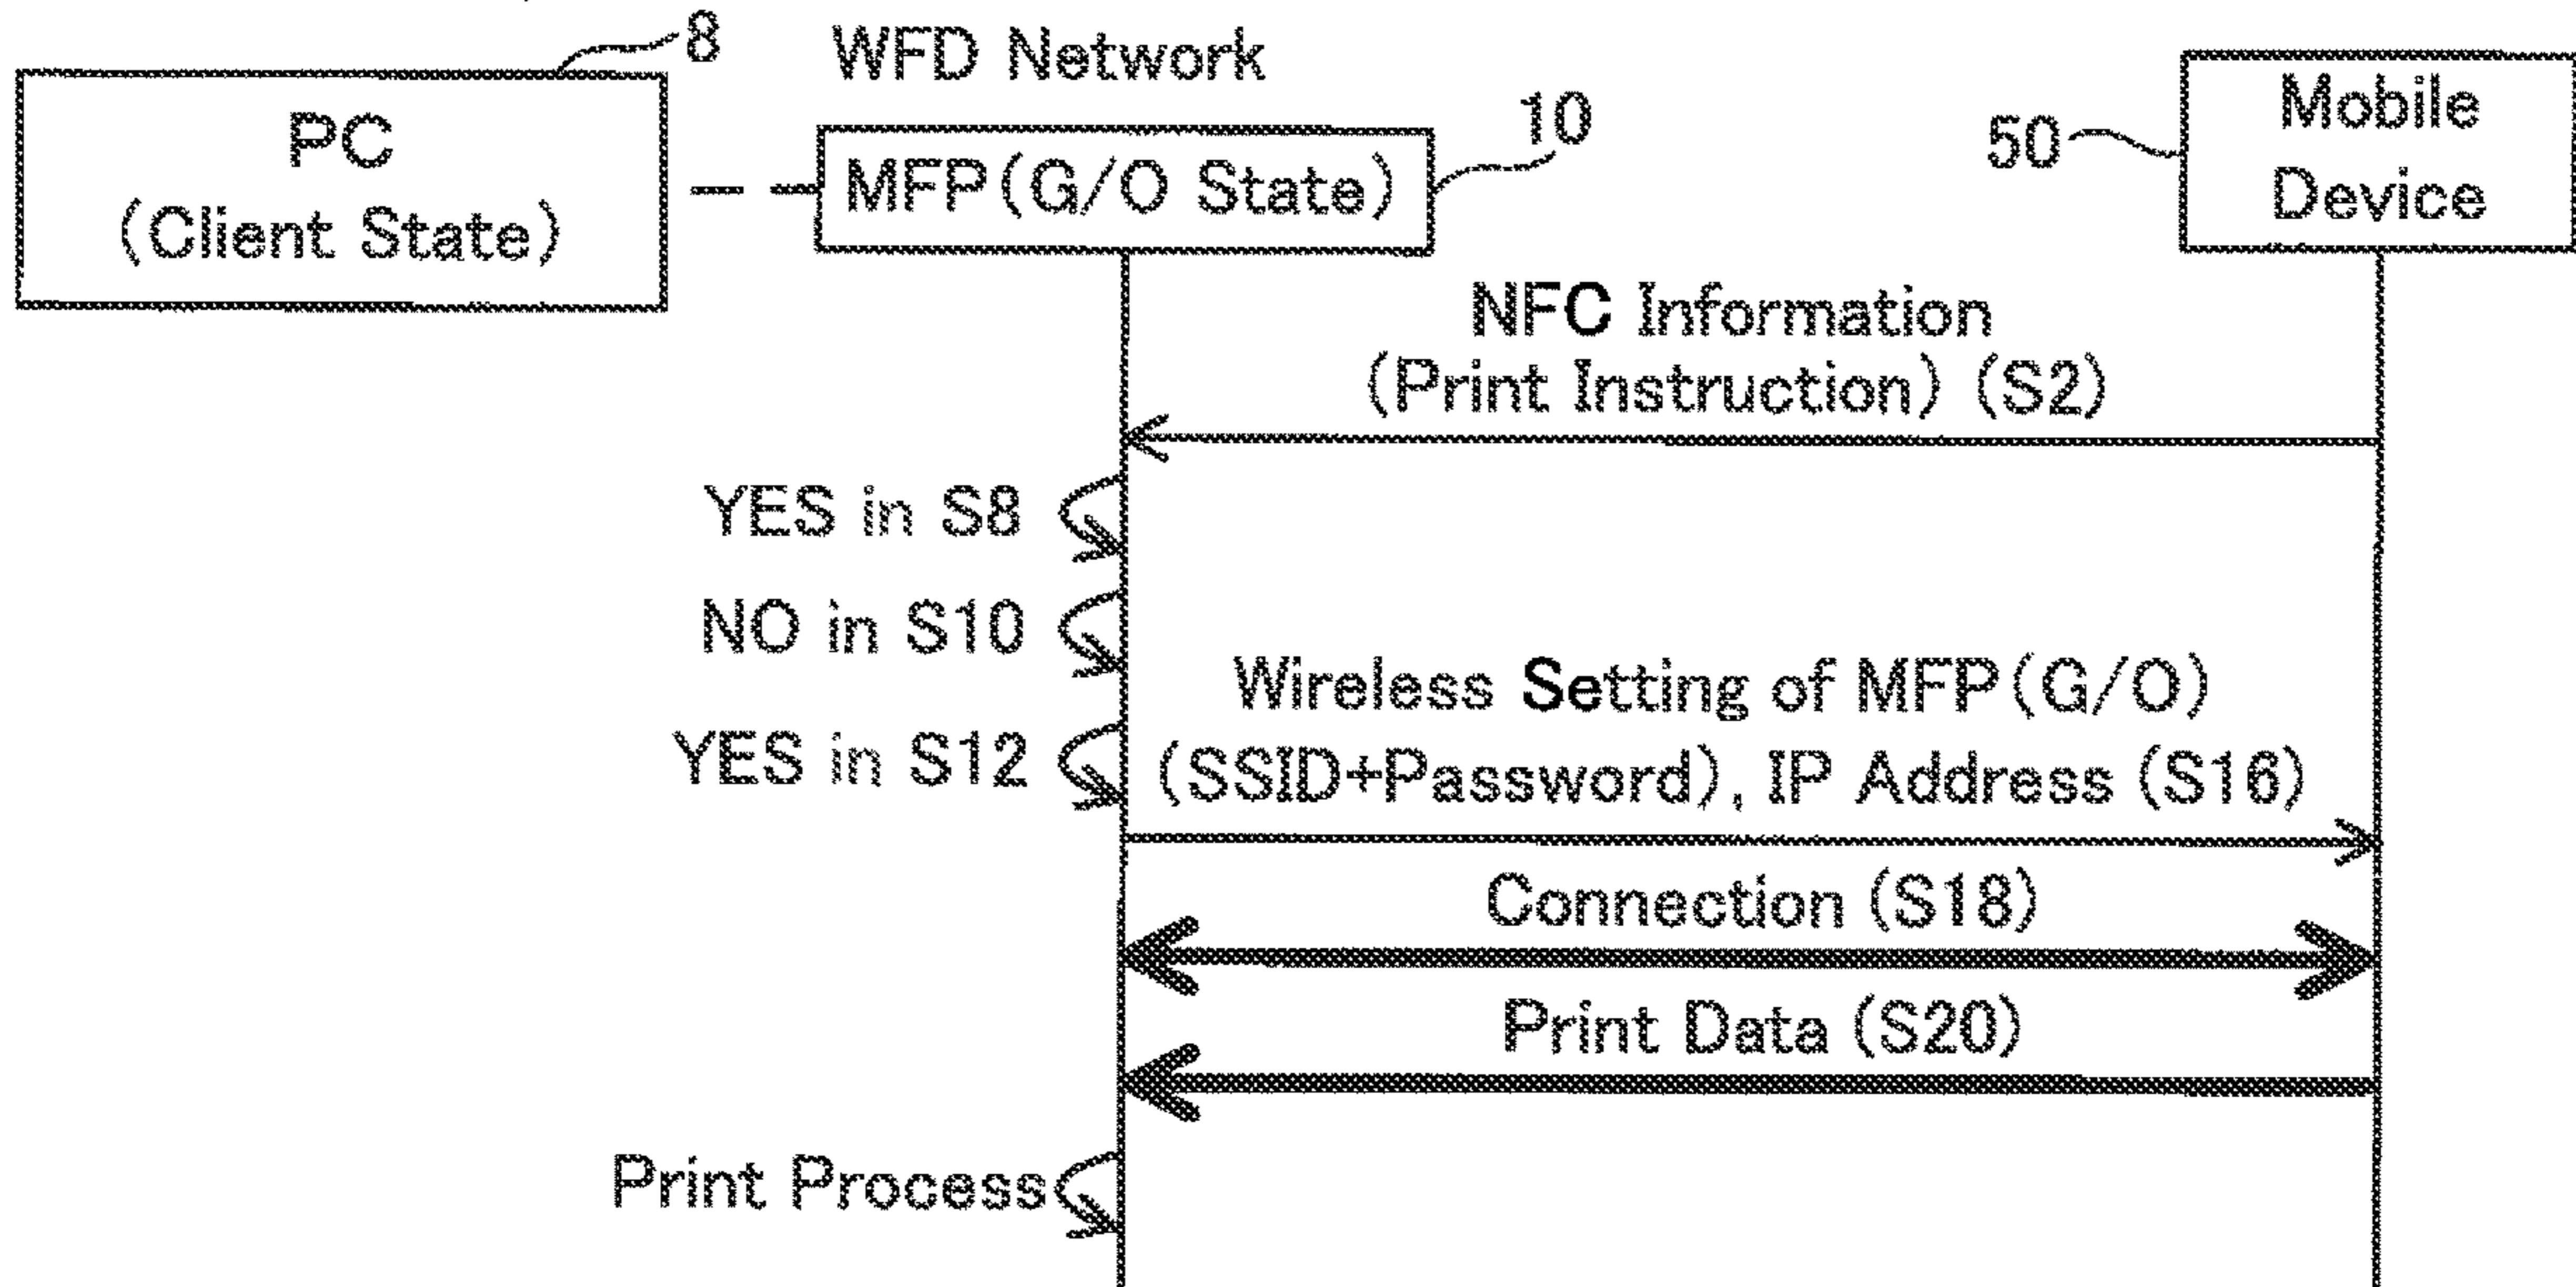 8
WFD Network
PC
(Client State)
MFP(G/O State)
10
50
Mobile
Device
NFC Information
(Print Instruction) (S2)
YES in S8
NO in S10
YES in S12
Wireless Setting of MFP(G/O)
(SSID+Password), IP Address (S16)
Connection (S18)
Print Data (S20)
Print Process